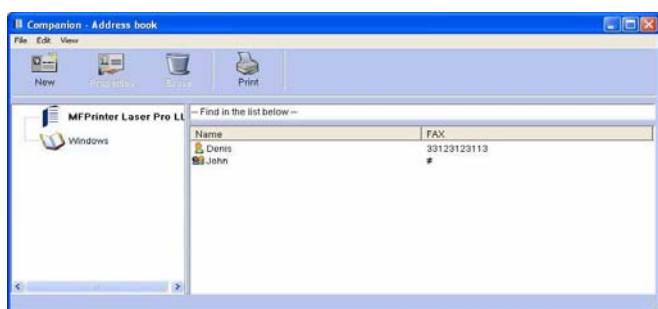 Companion - Address book
File Edit View
New Properties Erase Print
MFPrinter Laser Pro LL
Windows
-- Find in the list below --
Name FAX
Denis 33123123113
John #